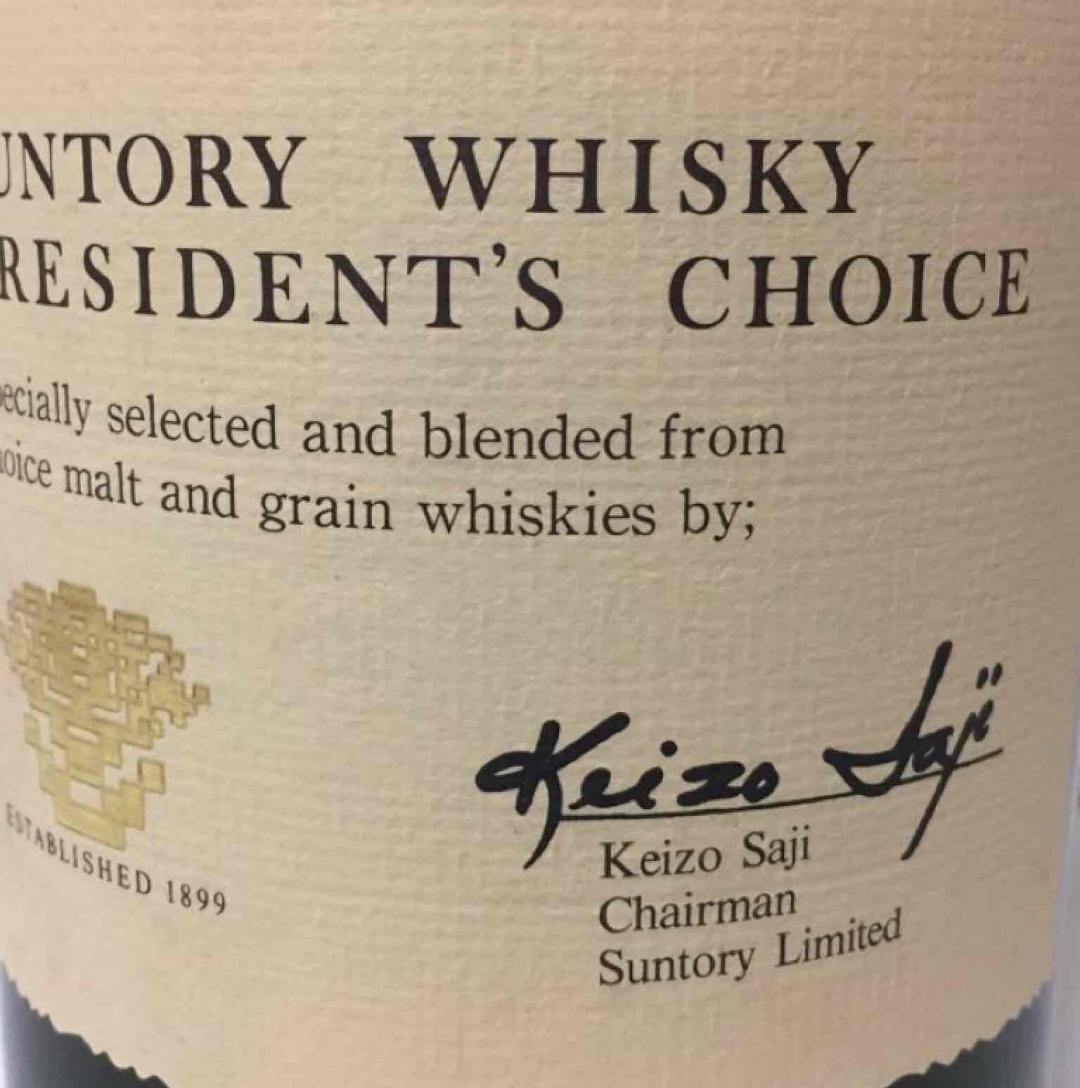 UNTORY WHISKY
RESIDENT'S CHOICE
ecially selected and blended from
oice malt and grain whiskies by;
Keizo Saji
Keizo Saji
Chairman
Suntory Limited
ESTABLISHED 1899